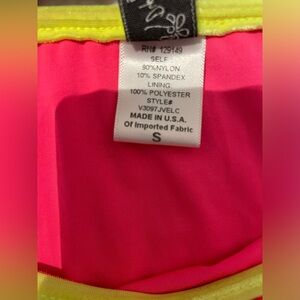 RN# 129149
SELF
90%NYLON
10% SPANDEX
LINING
100% POLYESTER
STYLE#
V3097JVELC
MADE IN U.S.A.
Of Imported Fabric
S